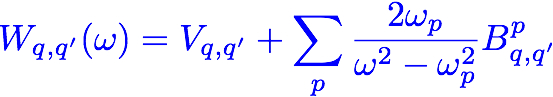 $W_{q,q'}(\omega) = V_{q,q'} + \sum_{p} \frac{2\omega_p}{\omega^2 - \omega_p^2} B^p_{q,q'}$